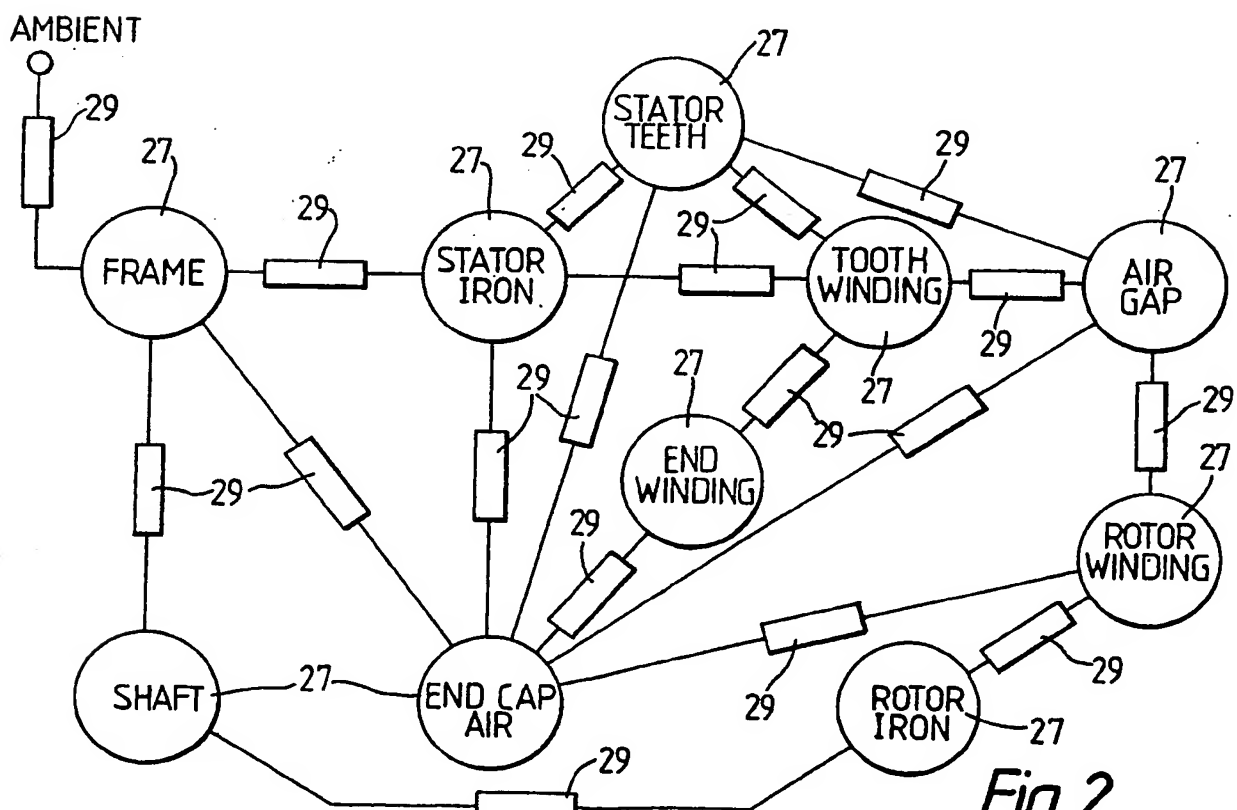 AMBIENT
29
27
STATOR
TEETH
29
29
27
27
29
27
29
29
FRAME
STATOR
IRON
TOOTH
WINDING
AIR
GAP
29
27
29
27
29
29
29
27
END
WINDING
29
29
ROTOR
WINDING
29
29
SHAFT
27
END CAP
AIR
ROTOR
IRON
27
29
Fig. 2